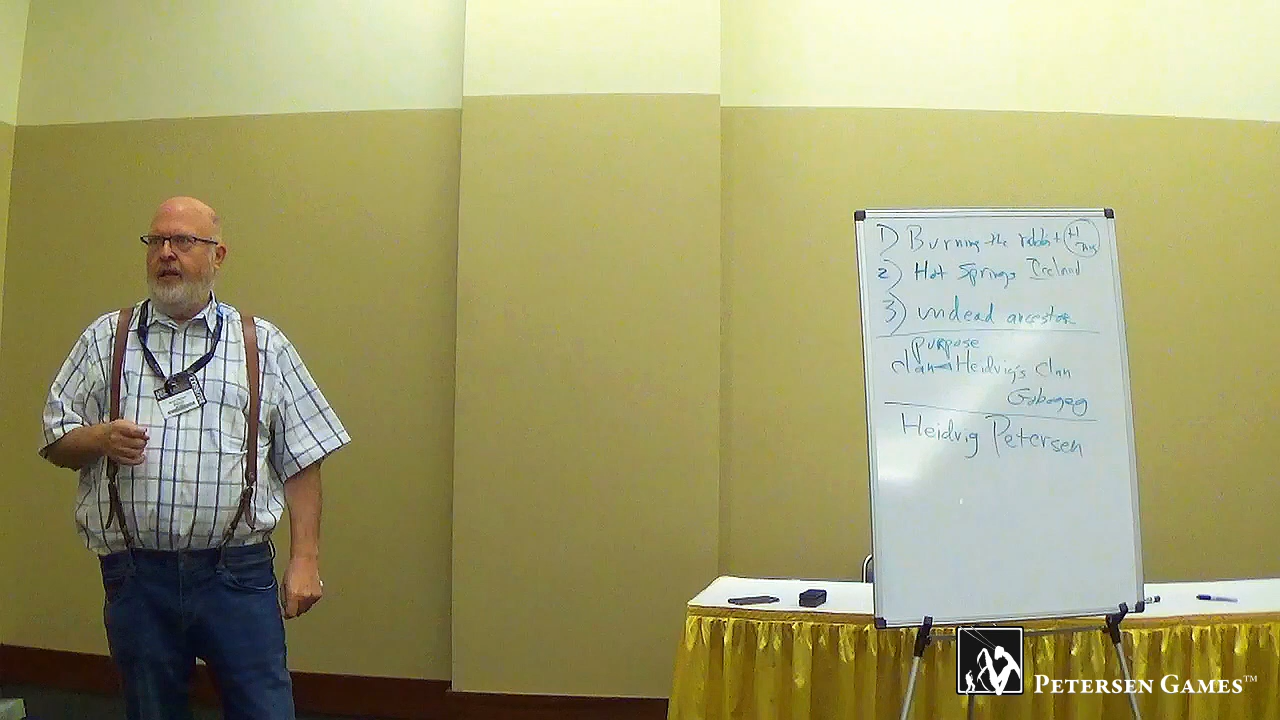 1) Burning the rabbit
2) Hot Springs Ireland
3) undead ancestor
Purpose
clan Heidvig's clan
Heidvig Petersen
PETERSEN GAMES™